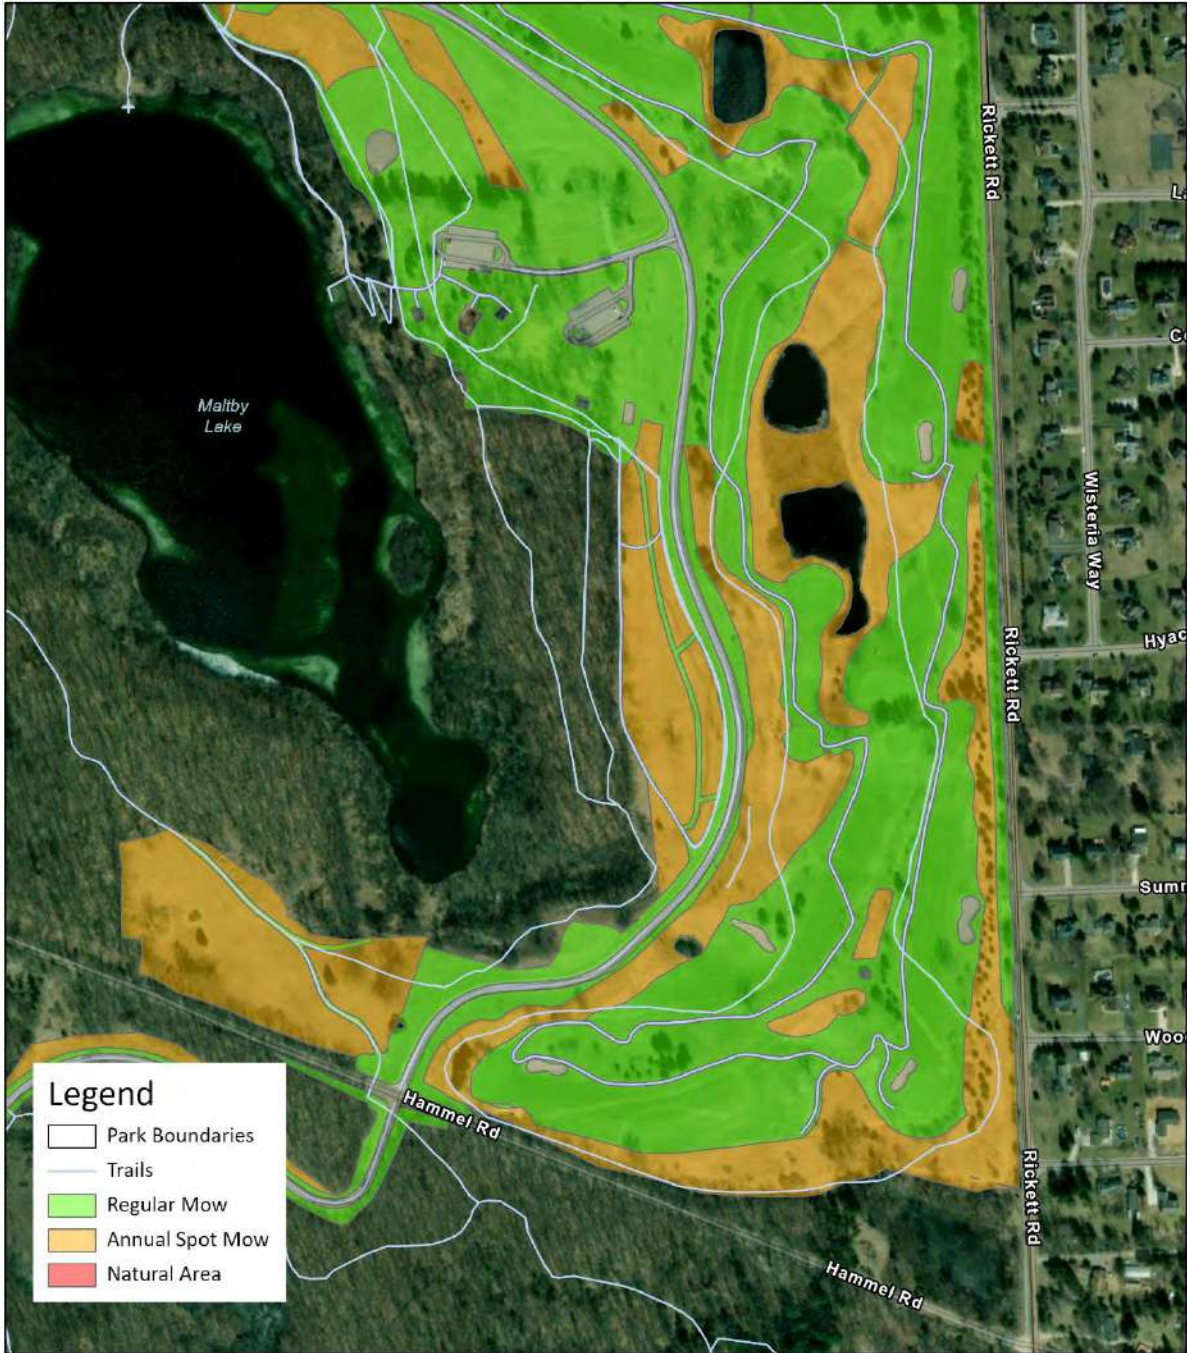 Rickett Rd
Maltby
Lake
Wisteria Way
Rickett Rd
Legend
Park Boundaries
Trails
Regular Mow
Annual Spot Mow
Natural Area
Hammel Rd
Rickett Rd
Hammel Rd